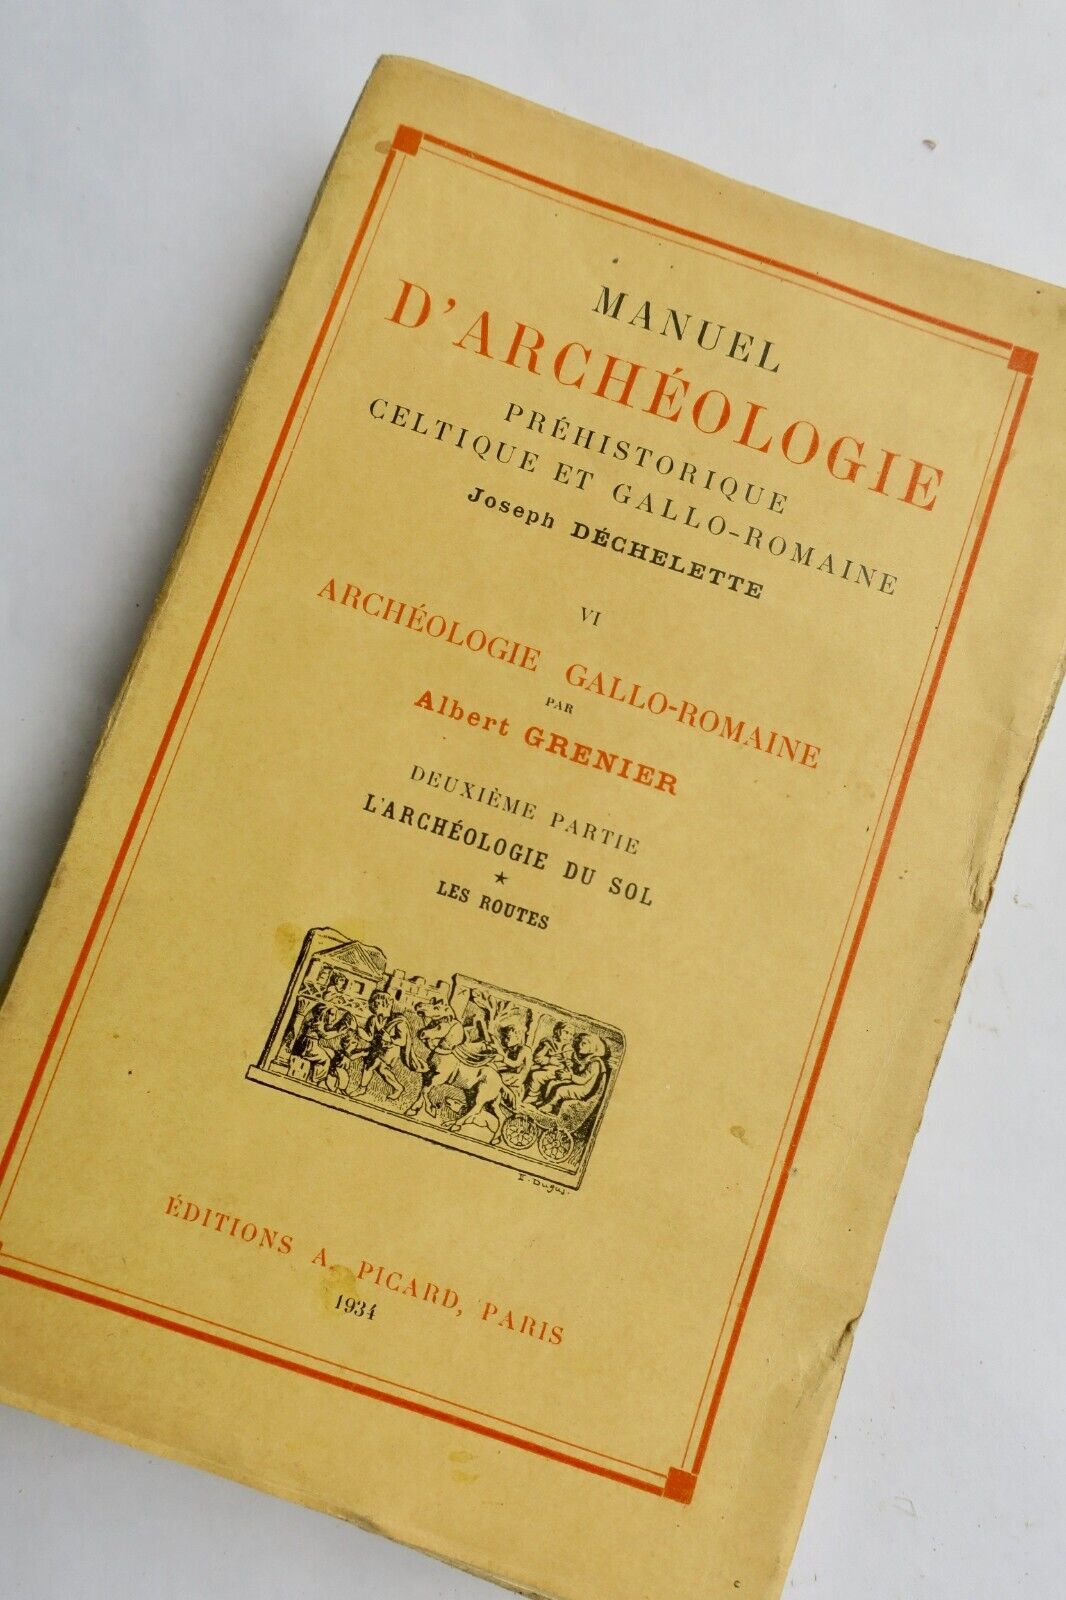 MANUEL
D'ARCHÉOLOGIE
PRÉHISTORIQUE
CELTIQUE ET GALLO-ROMAINE
Joseph DÉCHELETTE
VI
ARCHÉOLOGIE GALLO-ROMAINE
PAR
Albert GRENIER
DEUXIÈME PARTIE
L'ARCHÉOLOGIE DU SOL
★
LES ROUTES
E. Dugus.
ÉDITIONS A. PICARD, PARIS
1934